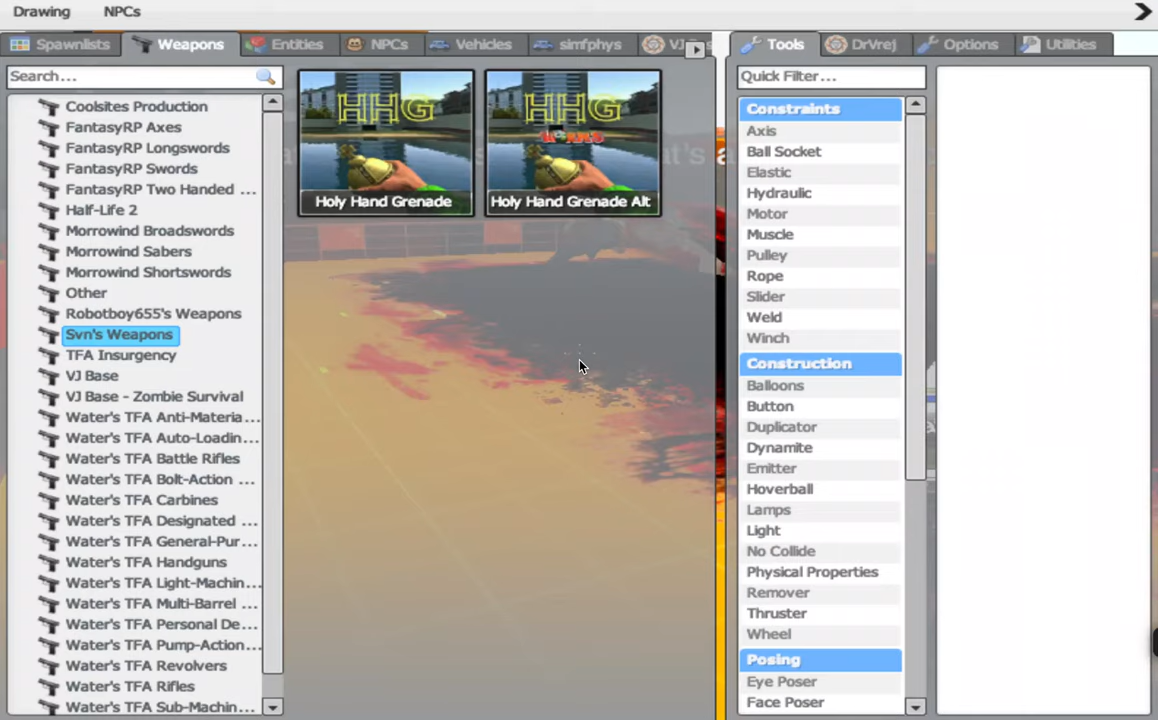 Drawing NPCs
Spawnlists Weapons Entities NPCs Vehicles simfphys
Search...
Coolsites Production
FantasyRP Axes
FantasyRP Longswords
FantasyRP Swords
FantasyRP Two Handed ...
Half-Life 2
Morrowind Broadswords
Morrowind Sabers
Morrowind Shortswords
Other
Robotboy655's Weapons
Svn's Weapons
TFA Insurgency
VJ Base
VJ Base - Zombie Survival
Water's TFA Anti-Materia...
Water's TFA Auto-Loadin...
Water's TFA Battle Rifles
Water's TFA Bolt-Action ...
Water's TFA Carbines
Water's TFA Designated ...
Water's TFA General-Pur...
Water's TFA Handguns
Water's TFA Light-Machin...
Water's TFA Multi-Barrel ...
Water's TFA Personal De...
Water's TFA Pump-Action...
Water's TFA Revolvers
Water's TFA Rifles
Water's TFA Sub-Machin...
HHG
Holy Hand Grenade
HHG
Holy Hand Grenade Alt
Tools DrVrej Options Utilities
Quick Filter...
Constraints
Axis
Ball Socket
Elastic
Hydraulic
Motor
Muscle
Pulley
Rope
Slider
Weld
Winch
Construction
Balloons
Button
Duplicator
Dynamite
Emitter
Hoverball
Lamps
Light
No Collide
Physical Properties
Remover
Thruster
Wheel
Posing
Eye Poser
Face Poser